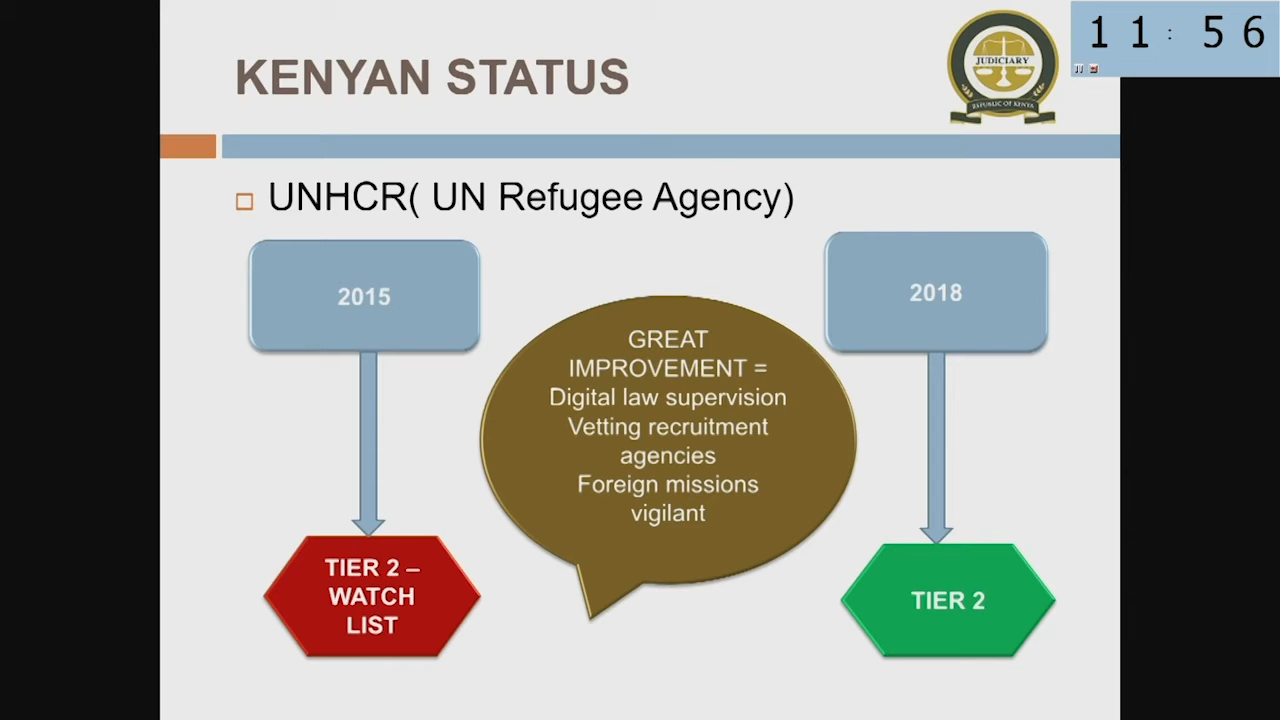 KENYAN STATUS
JUDICIARY
REPUBLIC OF KENYA
11:56
UNHCR( UN Refugee Agency)
2015
2018
GREAT
IMPROVEMENT =
Digital law supervision
Vetting recruitment
agencies
Foreign missions
vigilant
TIER 2 –
WATCH
LIST
TIER 2